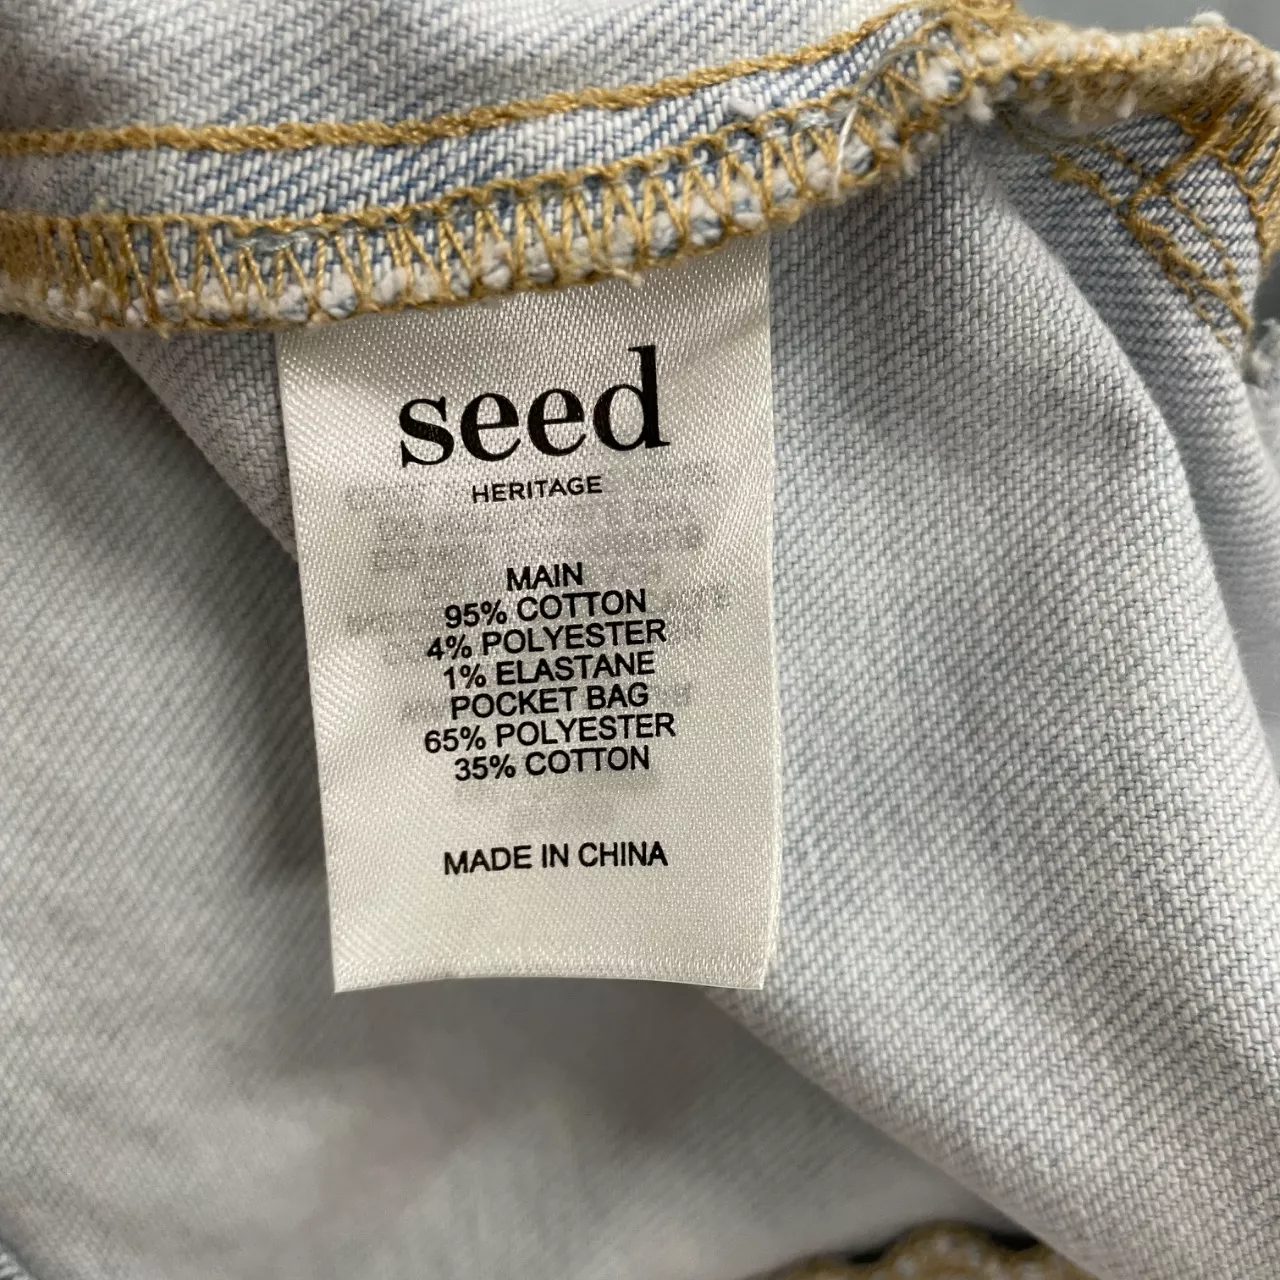 seed
HERITAGE
MAIN
95% COTTON
4% POLYESTER
1% ELASTANE
POCKET BAG
65% POLYESTER
35% COTTON
MADE IN CHINA